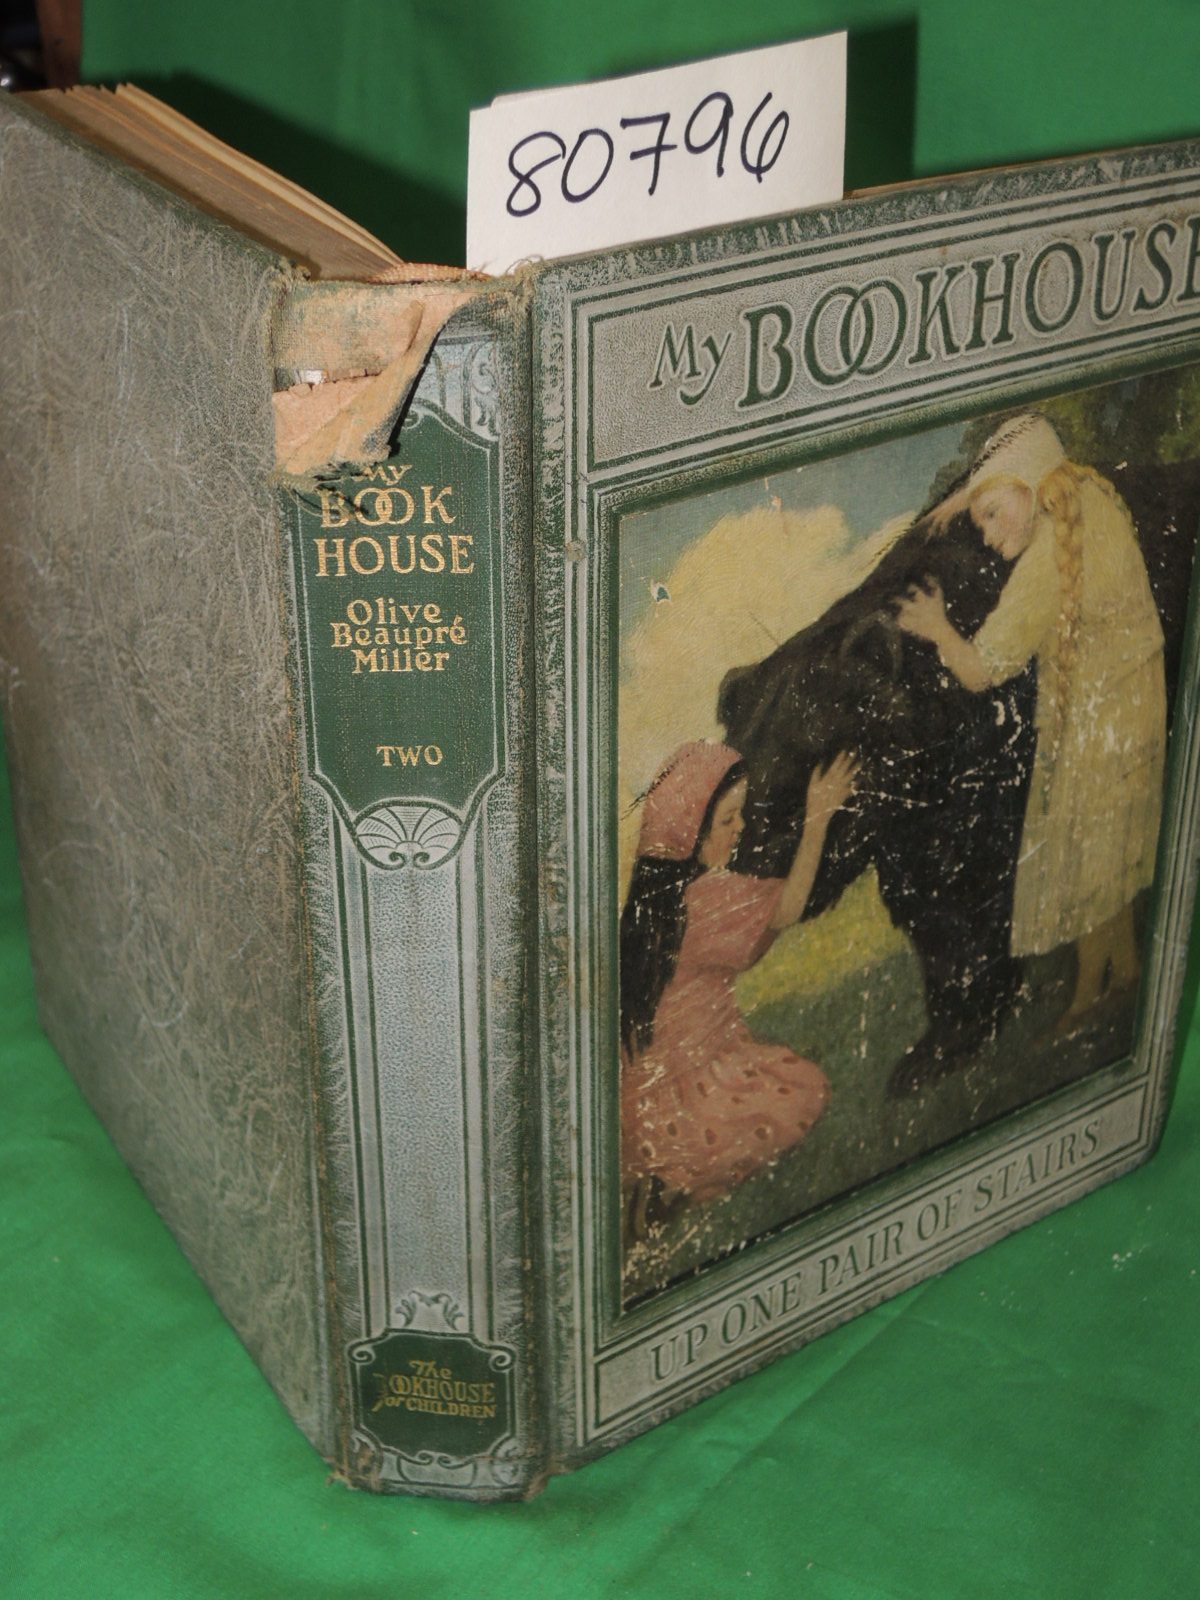 80796
My BOOKHOUSE
My
BOOK
HOUSE
Olive
Beaupré
Miller
TWO
The
BOOKHOUSE
for CHILDREN
UP ONE PAIR OF STAIRS